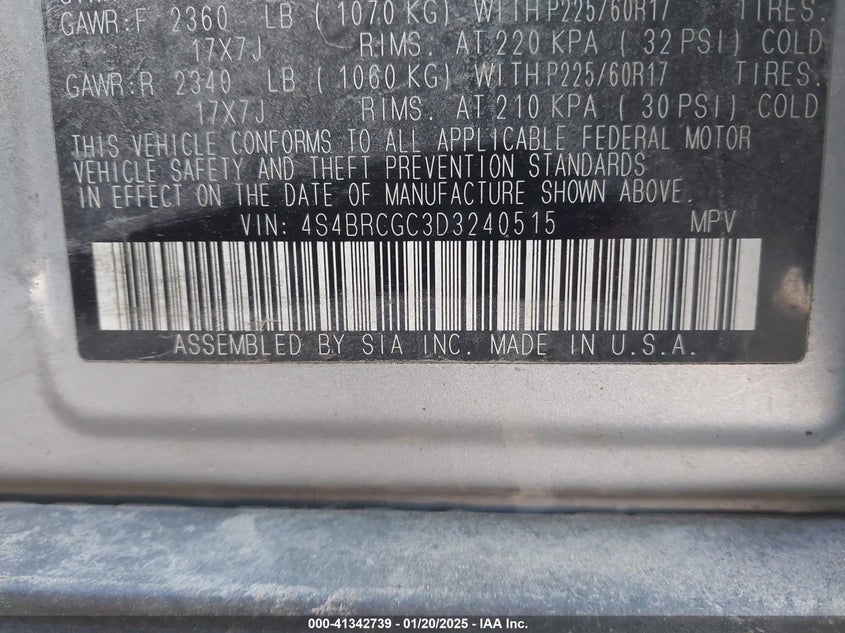 GAWR:F 2360 LB ( 1070 KG) WITH P225/60R17 TIRES.
17X7J RIMS. AT 220 KPA ( 32 PSI) COLD
GAWR:R 2340 LB ( 1060 KG) WITH P225/60R17 TIRES.
17X7J RIMS. AT 210 KPA ( 30 PSI) COLD
THIS VEHICLE CONFORMS TO ALL APPLICABLE FEDERAL MOTOR
VEHICLE SAFETY AND THEFT PREVENTION STANDARDS
IN EFFECT ON THE DATE OF MANUFACTURE SHOWN ABOVE.
VIN: 4S4BRCGC3D3240515 MPV
ASSEMBLED BY SIA INC. MADE IN U.S.A.
000-41342739 — 01/20/2025 — IAA Inc.